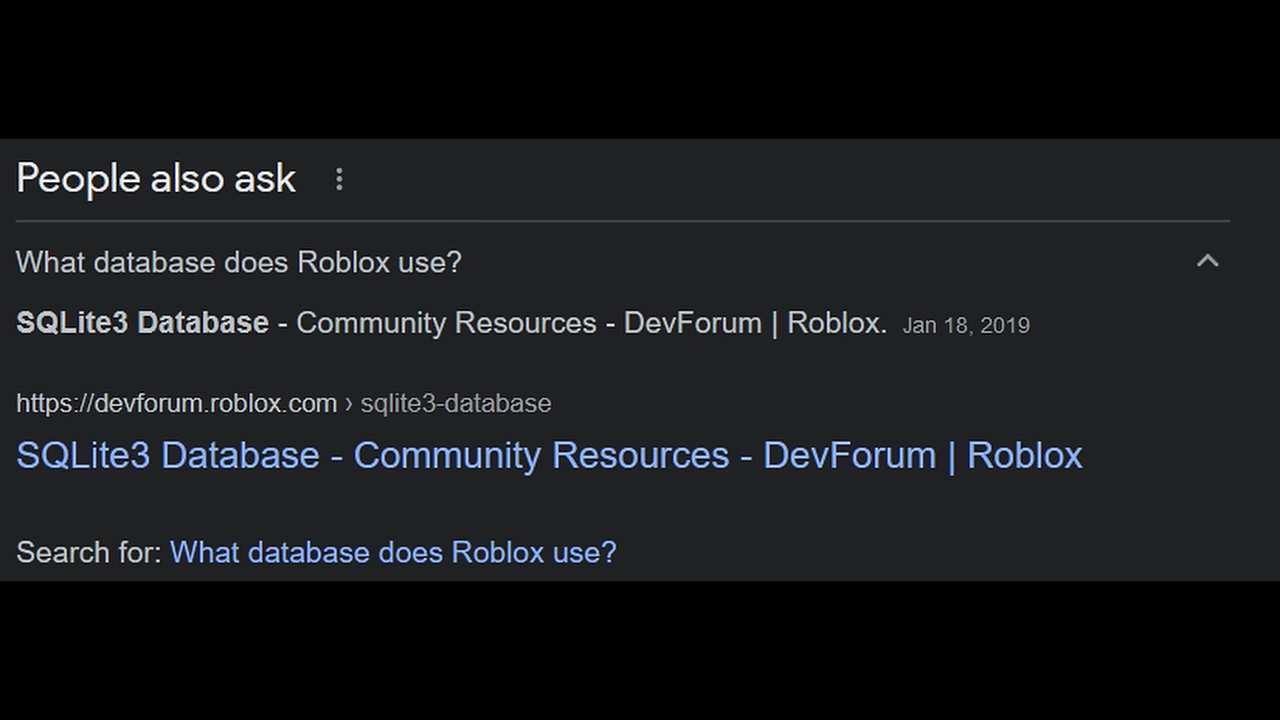 People also ask
What database does Roblox use?
SQLite3 Database - Community Resources - DevForum | Roblox. Jan 18, 2019
https://devforum.roblox.com › sqlite3-database
SQLite3 Database - Community Resources - DevForum | Roblox
Search for: What database does Roblox use?